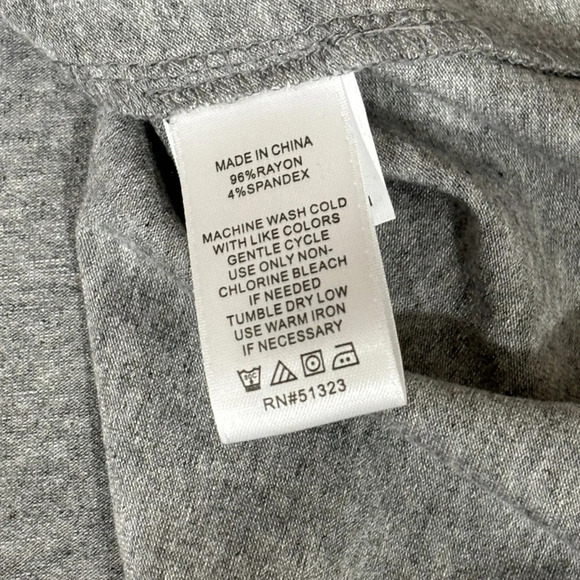 MADE IN CHINA
96%RAYON
4%SPANDEX
MACHINE WASH COLD
WITH LIKE COLORS
GENTLE CYCLE
USE ONLY NON-
CHLORINE BLEACH
IF NEEDED
TUMBLE DRY LOW
USE WARM IRON
IF NECESSARY
RN#51323